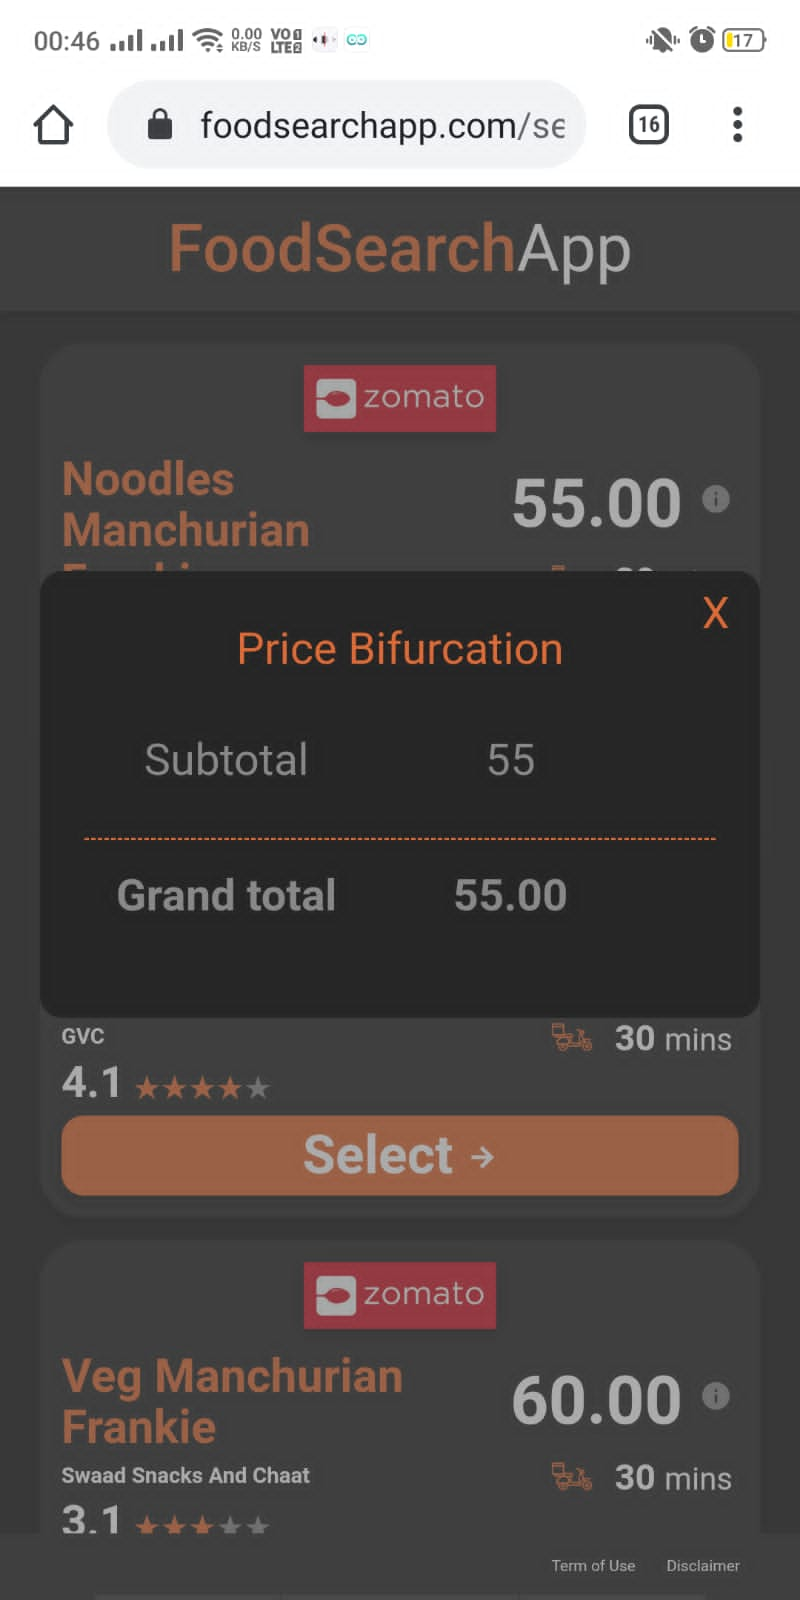 00:46
0.00
KB/S
VO
LTE
17
foodsearchapp.com/se
16
FoodSearchApp
zomato
Noodles
Manchurian
55.00
X
Price Bifurcation
Subtotal 55
Grand total 55.00
GVC
30 mins
4.1
Select →
zomato
Veg Manchurian
Frankie
60.00
Swaad Snacks And Chaat
30 mins
3.1
Term of Use Disclaimer